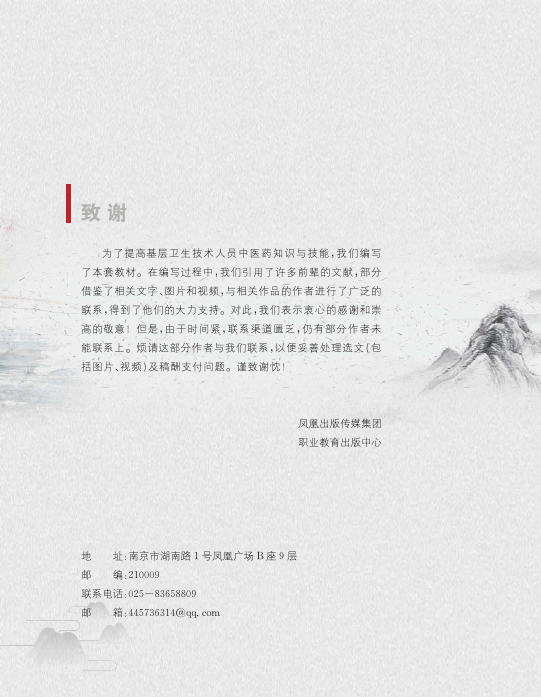 致谢
为了提高基层卫生技术人员中医药知识与技能,我们编写
了本套教材。在编写过程中,我们引用了许多前辈的文献,部分
借鉴了相关文字、图片和视频,与相关作品的作者进行了广泛的
联系,得到了他们的大力支持。对此,我们表示衷心的感谢和崇
高的敬意!但是,由于时间紧,联系渠道匮乏,仍有部分作者未
能联系上。烦请这部分作者与我们联系,以便妥善处理选文(包
括图片、视频)及稿酬支付问题。谨致谢忱!
凤凰出版传媒集团
职业教育出版中心
地　　址:南京市湖南路1号凤凰广场B座9层
邮　　编:210009
联系电话:025-83658809
邮　　箱:445736314@qq.com